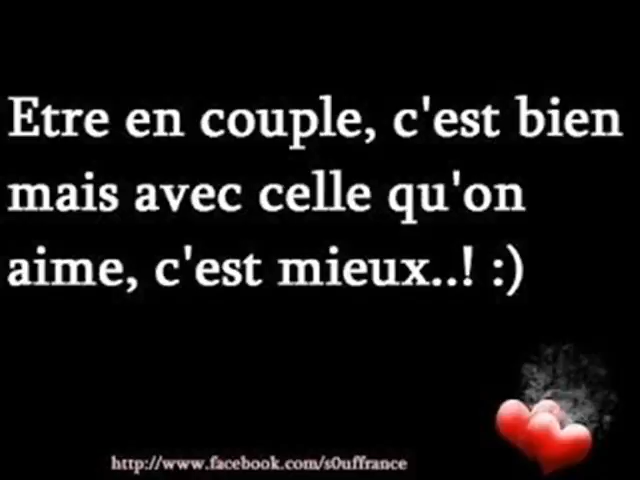 Etre en couple, c'est bien
mais avec celle qu'on
aime, c'est mieux..! :)
http://www.facebook.com/s0uffrance